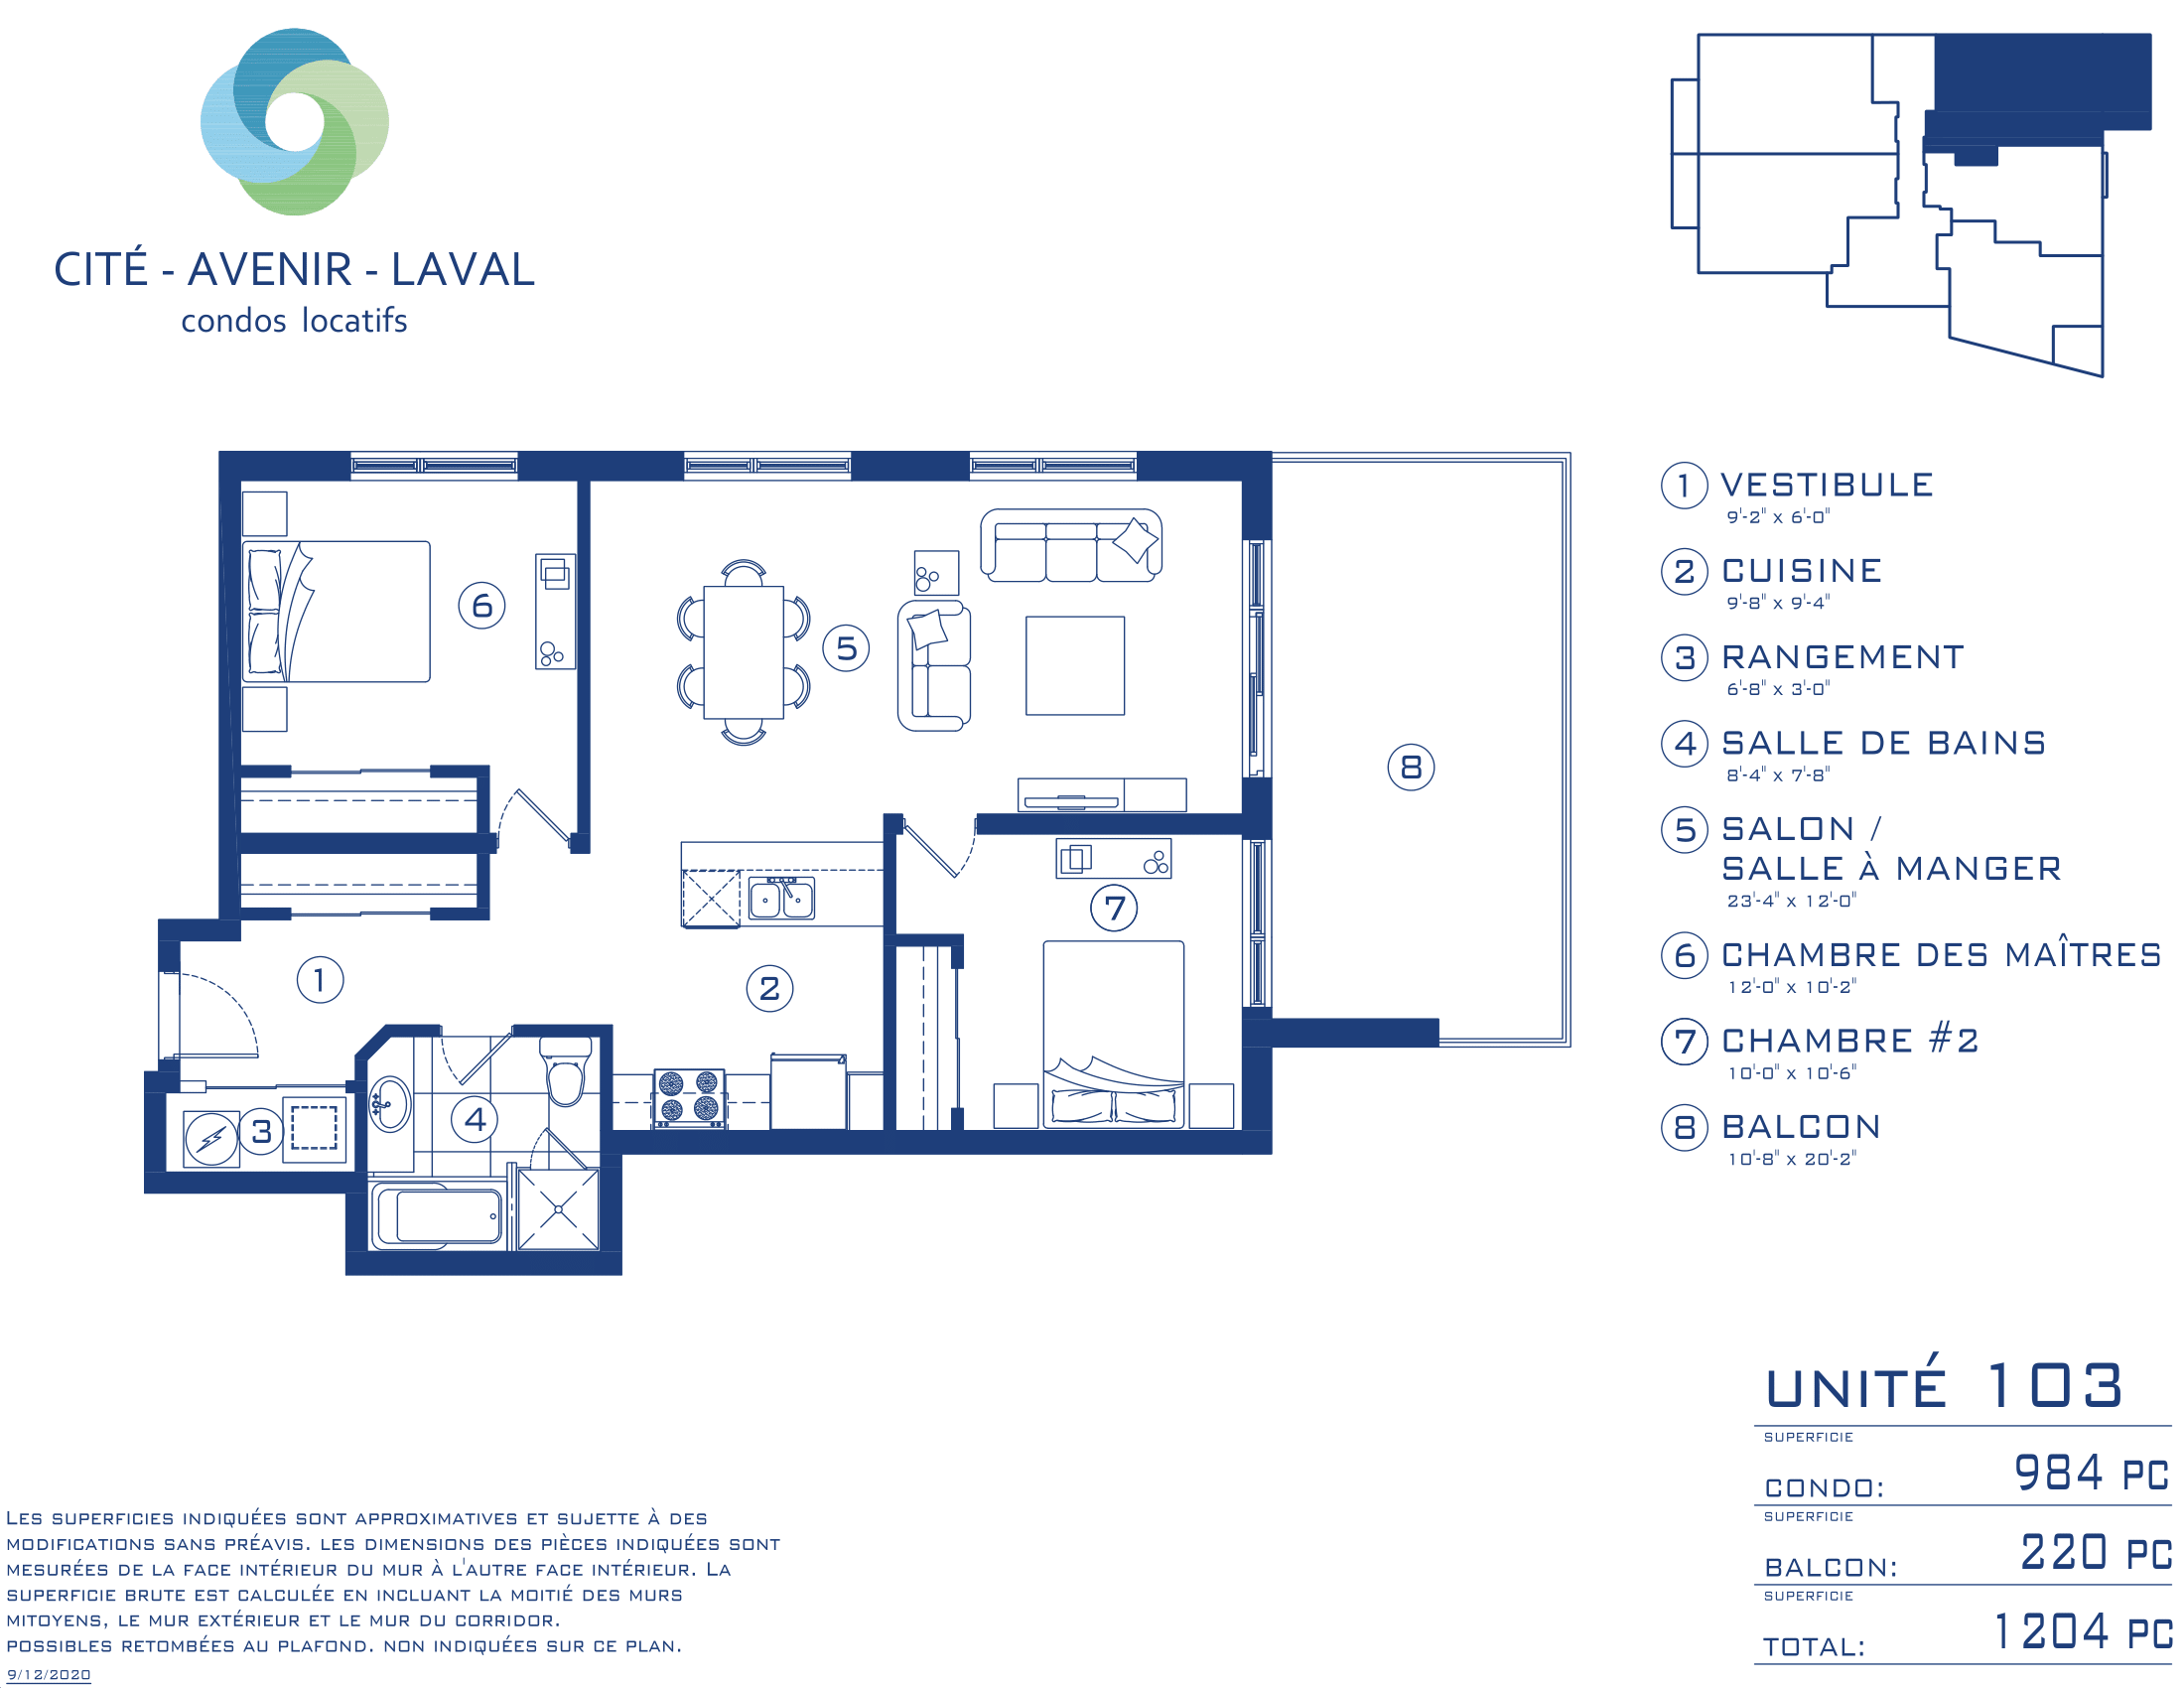 CITÉ - AVENIR - LAVAL
condos locatifs
6
5
8
7
1
2
4
3
1 VESTIBULE
9'-2" x 6'-0"
2 CUISINE
9'-8" x 9'-4"
3 RANGEMENT
6'-8" x 3'-0"
4 SALLE DE BAINS
8'-4" x 7'-8"
5 SALON /
SALLE À MANGER
23'-4" x 12'-0"
6 CHAMBRE DES MAÎTRES
12'-0" x 10'-2"
7 CHAMBRE #2
10'-0" x 10'-6"
8 BALCON
10'-8" x 20'-2"
UNITÉ 103
SUPERFICIE
CONDO: 984 PC
SUPERFICIE
BALCON: 220 PC
SUPERFICIE
TOTAL: 1204 PC
LES SUPERFICIES INDIQUÉES SONT APPROXIMATIVES ET SUJETTE À DES
MODIFICATIONS SANS PRÉAVIS. LES DIMENSIONS DES PIÈCES INDIQUÉES SONT
MESURÉES DE LA FACE INTÉRIEUR DU MUR À L'AUTRE FACE INTÉRIEUR. LA
SUPERFICIE BRUTE EST CALCULÉE EN INCLUANT LA MOITIÉ DES MURS
MITOYENS, LE MUR EXTÉRIEUR ET LE MUR DU CORRIDOR.
POSSIBLES RETOMBÉES AU PLAFOND. NON INDIQUÉES SUR CE PLAN.
9/12/2020